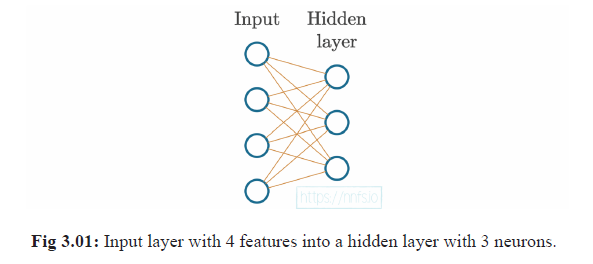 Input Hidden
layer
https://nnfs.io
Fig 3.01: Input layer with 4 features into a hidden layer with 3 neurons.